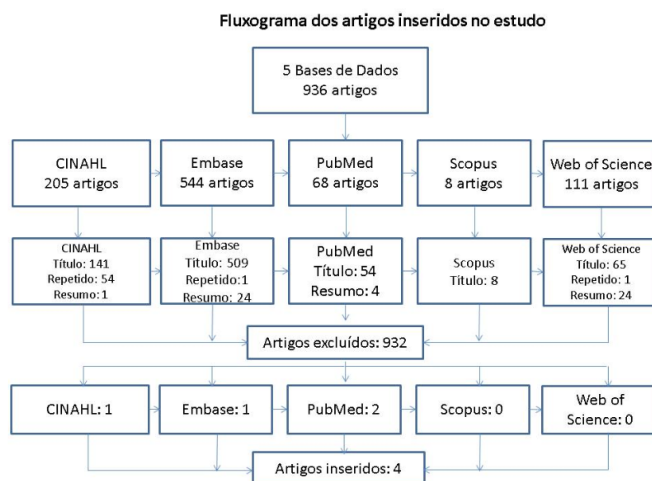 Fluxograma dos artigos inseridos no estudo
5 Bases de Dados
936 artigos
CINAHL
205 artigos
Embase
544 artigos
PubMed
68 artigos
Scopus
8 artigos
Web of Science
111 artigos
CINAHL
Título: 141
Repetido: 54
Resumo: 1
Embase
Titulo: 509
Repetido:1
Resumo: 24
PubMed
Título: 54
Resumo: 4
Scopus
Titulo: 8
Web of Science
Título: 65
Repetido: 1
Resumo: 24
Artigos excluídos: 932
CINAHL: 1
Embase: 1
PubMed: 2
Scopus: 0
Web of
Science: 0
Artigos inseridos: 4